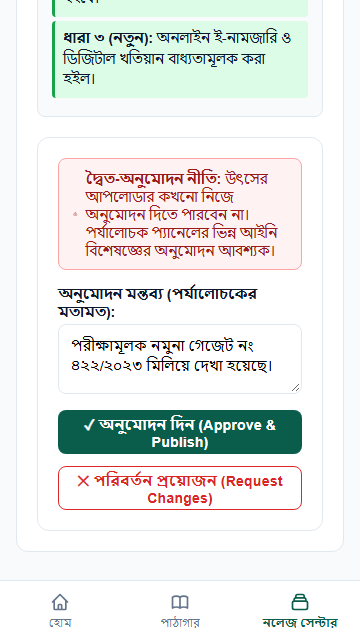 ধারা ৩ (নতুন): অনলাইন ই-নামজারি ও
ডিজিটাল খতিয়ান বাধ্যতামূলক করা
হইল।
দ্বৈত-অনুমোদন নীতি: উৎসের
আপলোডার কখনো নিজে
অনুমোদন দিতে পারবেন না।
পর্যালোচক প্যানেলের ভিন্ন আইনি
বিশেষজ্ঞের অনুমোদন আবশ্যক।
অনুমোদন মন্তব্য (পর্যালোচকের
মতামত):
পরীক্ষামূলক নমুনা গেজেট নং
৪২২/২০২৩ মিলিয়ে দেখা হয়েছে।
✓ অনুমোদন দিন (Approve &
Publish)
✕ পরিবর্তন প্রয়োজন (Request
Changes)
হোম
পাঠাগার
নলেজ সেন্টার